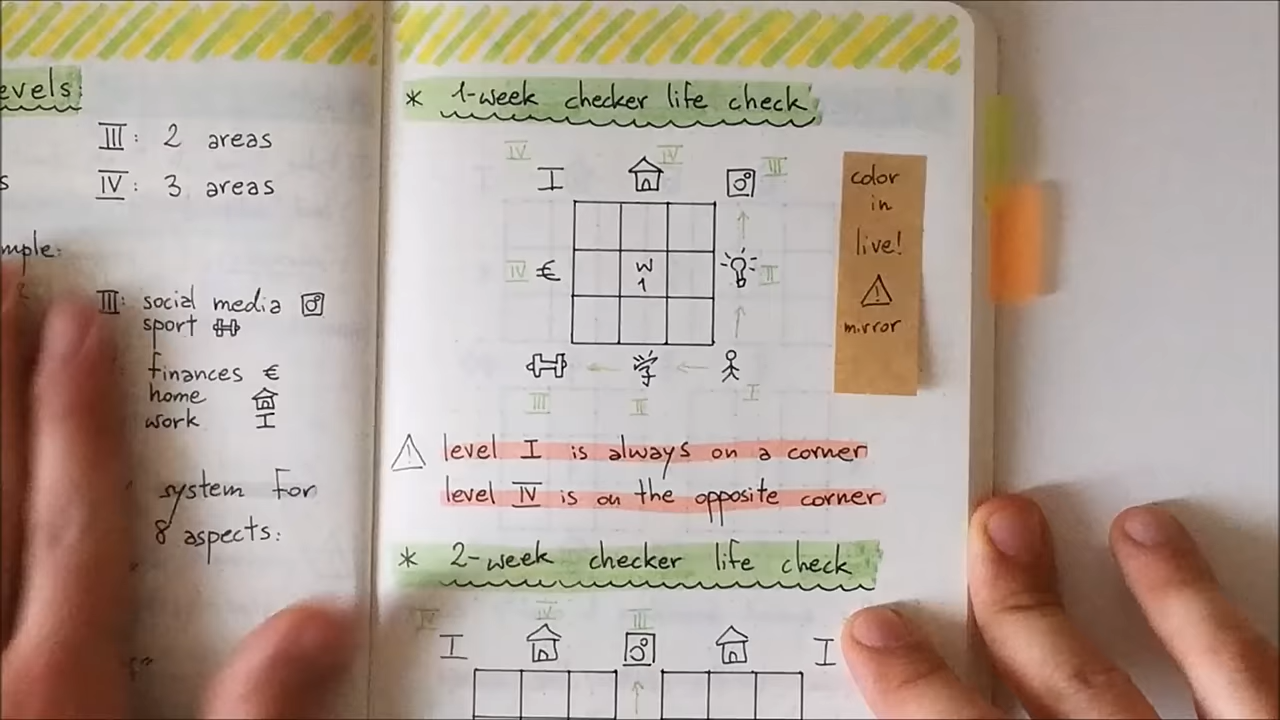 evels:
III: 2 areas
IV: 3 areas
s
mple:
III: social media
sport
finances €
home
work I
system for
8 aspects:
* 1-week checker life check
IV IV III
I
IV € W II
1
III II I
color
in
live!
mirror
level I is always on a corner
level IV is on the opposite corner
* 2-week checker life check
IV IV III
I I